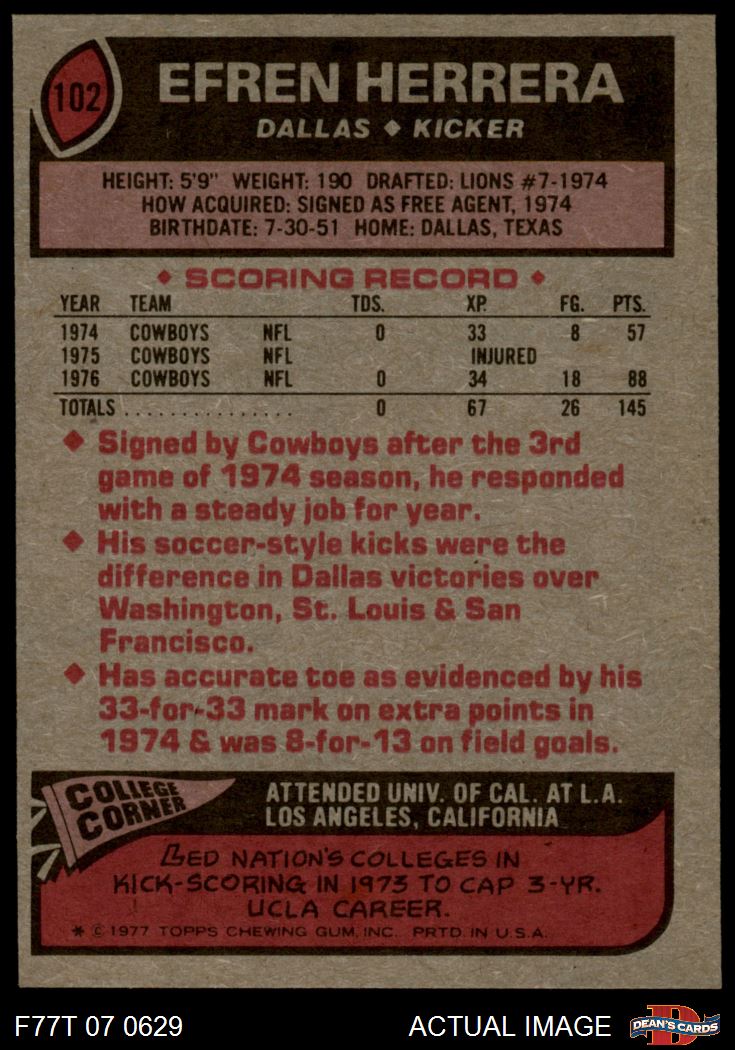 102
EFREN HERRERA
DALLAS ♦ KICKER
HEIGHT: 5'9" WEIGHT: 190 DRAFTED: LIONS #7-1974
HOW ACQUIRED: SIGNED AS FREE AGENT, 1974
BIRTHDATE: 7-30-51 HOME: DALLAS, TEXAS
♦ SCORING RECORD ♦
YEAR TEAM TDS. XP. FG. PTS.
1974 COWBOYS NFL 0 33 8 57
1975 COWBOYS NFL INJURED
1976 COWBOYS NFL 0 34 18 88
TOTALS . . . . . . . . . . . . . . . 0 67 26 145
♦ Signed by Cowboys after the 3rd
game of 1974 season, he responded
with a steady job for year.
♦ His soccer-style kicks were the
difference in Dallas victories over
Washington, St. Louis & San
Francisco.
♦ Has accurate toe as evidenced by his
33-for-33 mark on extra points in
1974 & was 8-for-13 on field goals.
COLLEGE
CORNER
ATTENDED UNIV. OF CAL. AT L.A.
LOS ANGELES, CALIFORNIA
LED NATION'S COLLEGES IN
KICK-SCORING IN 1973 TO CAP 3-YR.
UCLA CAREER.
* © 1977 TOPPS CHEWING GUM, INC. PRTD. IN U.S.A.
F77T 07 0629 ACTUAL IMAGE
D
DEAN'S CARDS